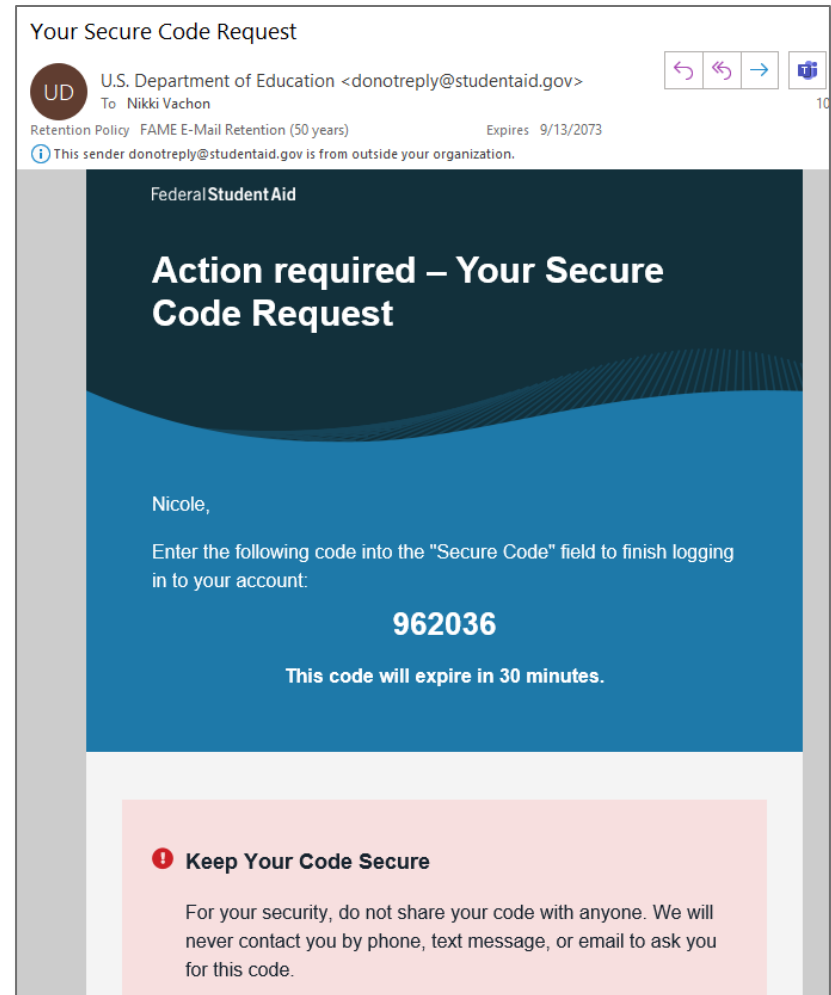 Your Secure Code Request
UD
U.S. Department of Education <donotreply@studentaid.gov>
To Nikki Vachon
10
Retention Policy FAME E-Mail Retention (50 years) Expires 9/13/2073
This sender donotreply@studentaid.gov is from outside your organization.
Federal Student Aid
Action required – Your Secure
Code Request
Nicole,
Enter the following code into the "Secure Code" field to finish logging
in to your account:
962036
This code will expire in 30 minutes.
Keep Your Code Secure
For your security, do not share your code with anyone. We will
never contact you by phone, text message, or email to ask you
for this code.